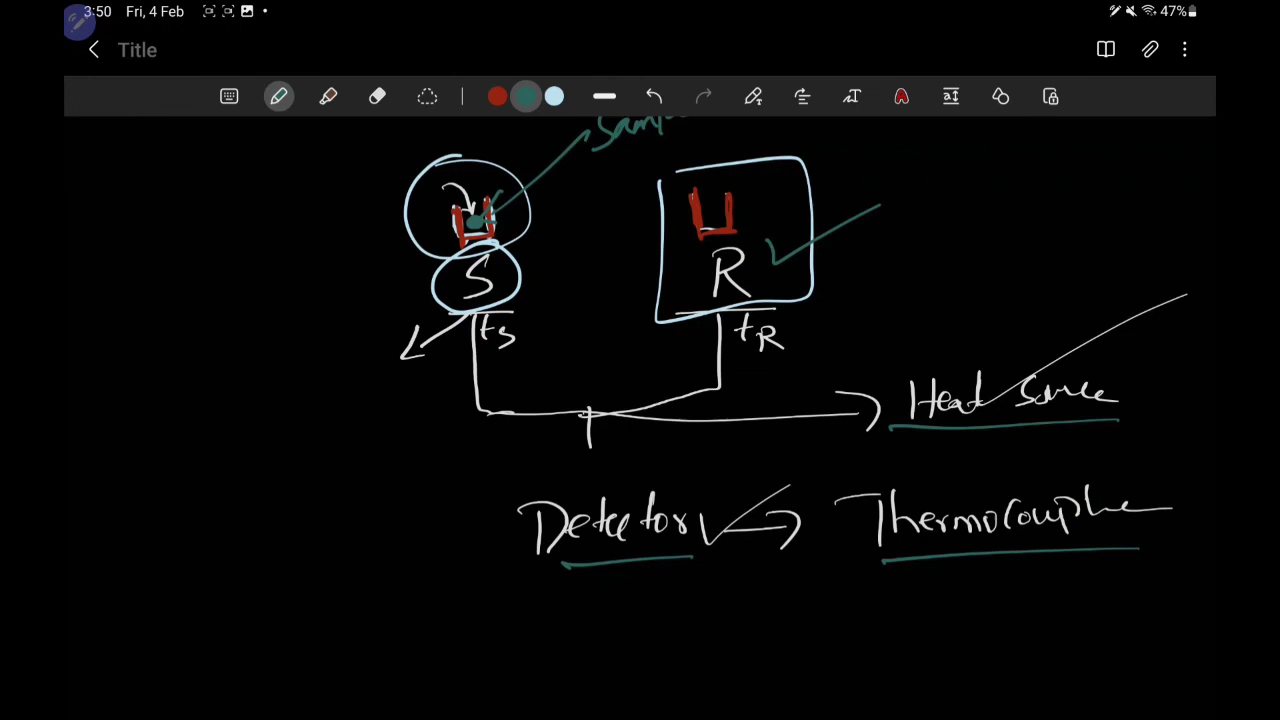 3:50 Fri, 4 Feb 47%
Title
S R
ts tR
Heat Source
Detector Thermocouple